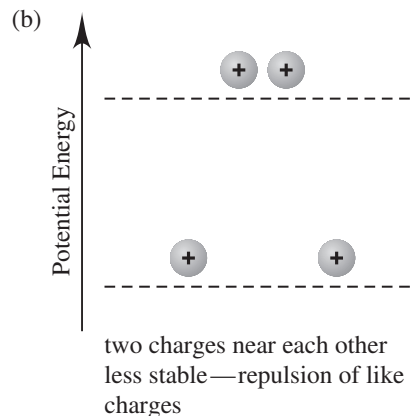 (b)
Potential Energy
+ +
+ +
two charges near each other
less stable—repulsion of like
charges